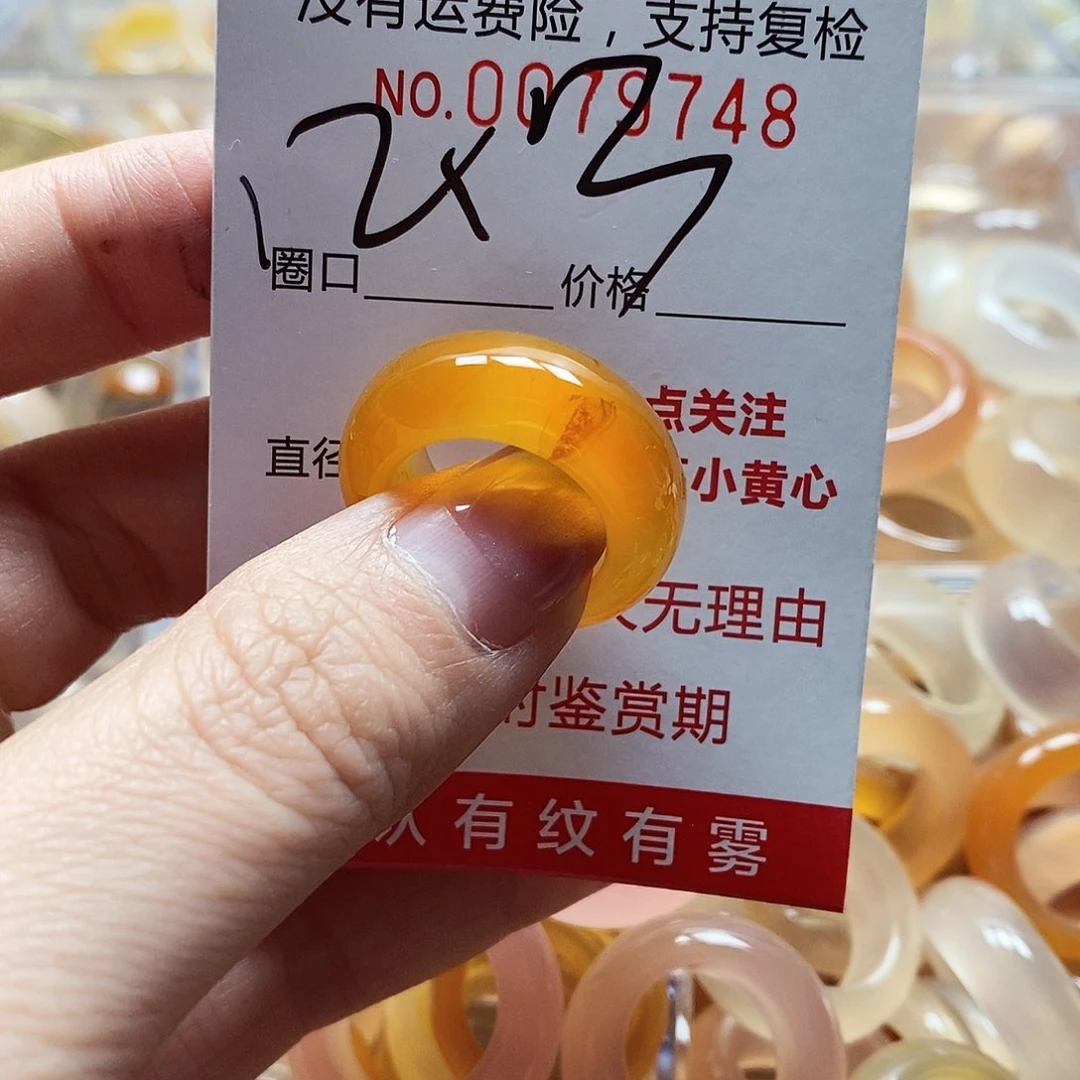 没有运费险，支持复检
NO.0079748
圈口 价格
直径 点关注
小黄心
无理由
时鉴赏期
有纹有雾